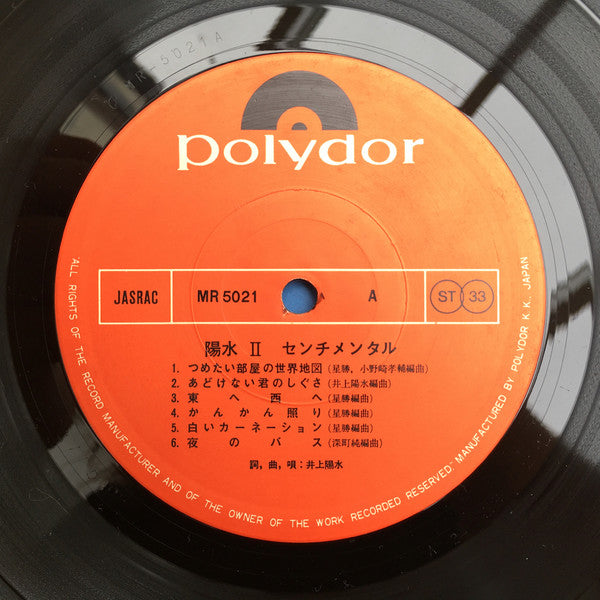 MR-5021A
polydor
JASRAC
MR 5021
A
ST 33
陽水 II センチメンタル
1. つめたい部屋の世界地図(星勝, 小野崎孝輔編曲)
2. あどけない君のしぐさ(井上陽水編曲)
3. 東へ西へ(星勝編曲)
4. かんかん照り(星勝編曲)
5. 白いカーネーション(星勝編曲)
6. 夜のバス(深町純編曲)
詞, 曲, 唄:井上陽水
"ALL RIGHTS OF THE RECORD MANUFACTURER AND OF THE OWNER OF THE WORK RECORDED RESERVED" MANUFACTURED BY POLYDOR K.K. JAPAN